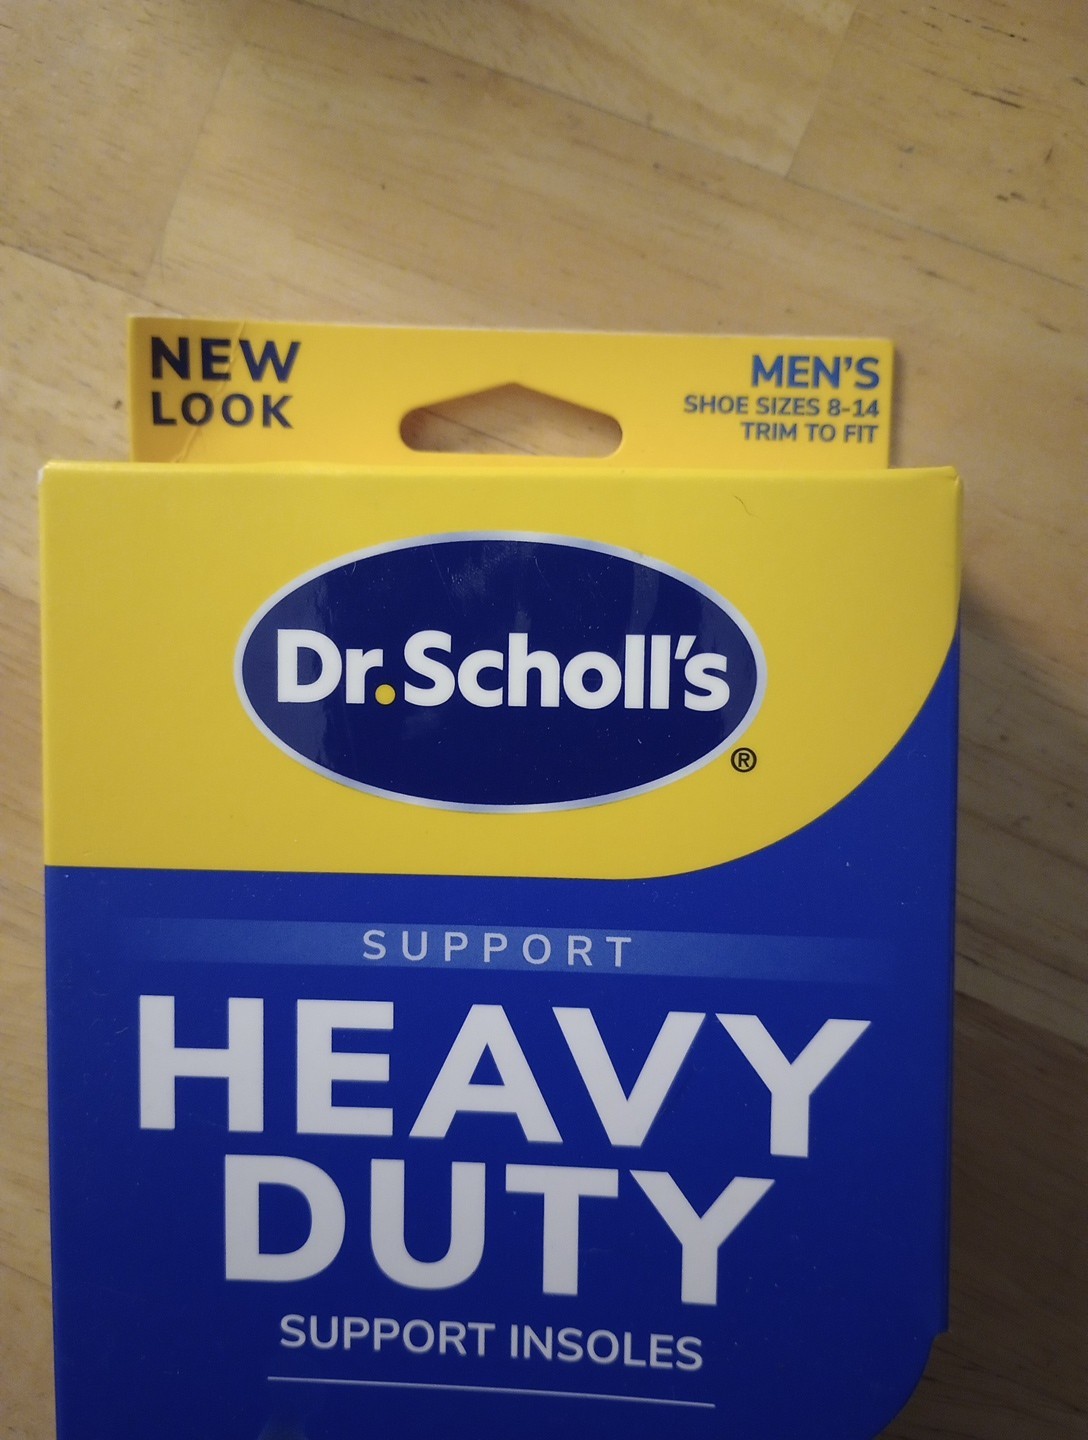 NEW
LOOK
MEN'S
SHOE SIZES 8-14
TRIM TO FIT
Dr.Scholl's
®
SUPPORT
HEAVY
DUTY
SUPPORT INSOLES